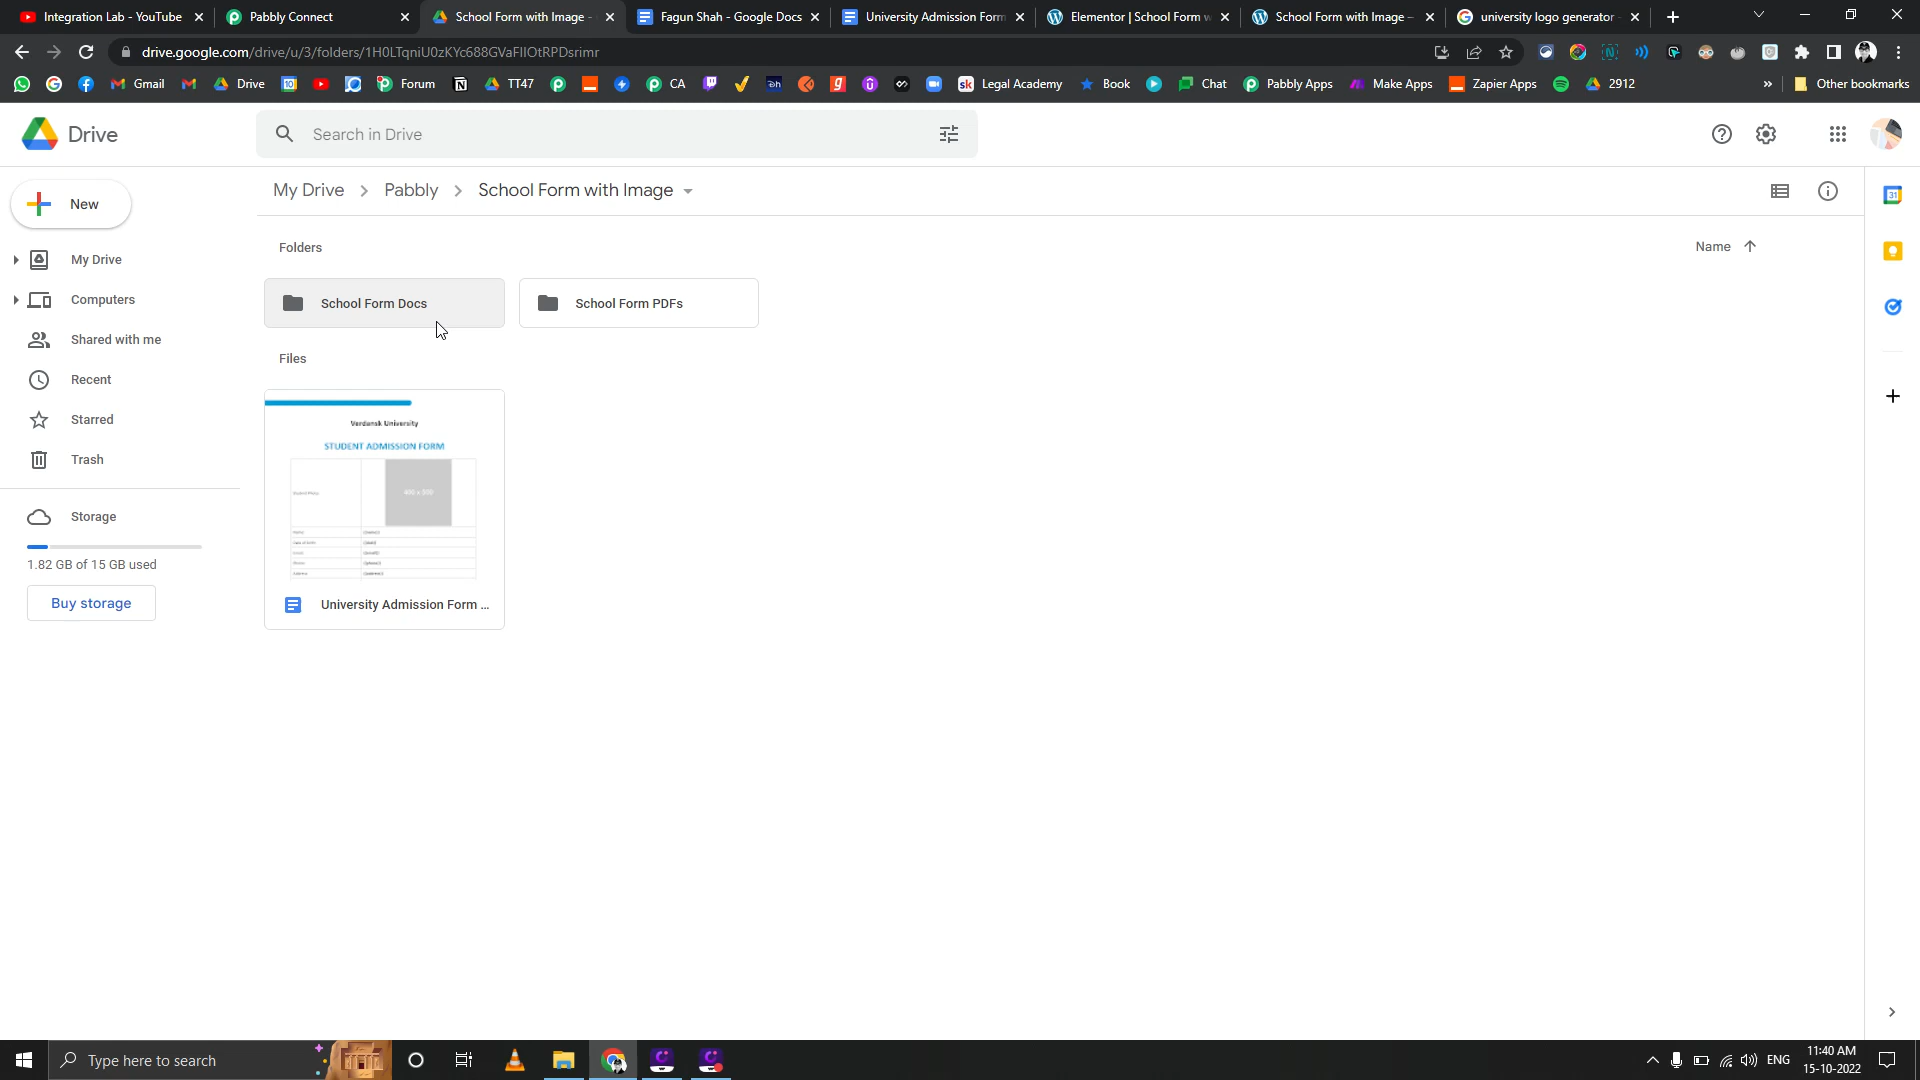 Integration Lab - YouTube
Pabbly Connect
School Form with Image -
Fagun Shah - Google Docs
University Admission Form
Elementor | School Form w
School Form with Image –
university logo generator
drive.google.com/drive/u/3/folders/1H0LTqniU0zKYc688GVaFIIOtRPDsrimr
Gmail
Drive
10
Forum
TT47
CA
Legal Academy
Book
Chat
Pabbly Apps
Make Apps
Zapier Apps
2912
»
Other bookmarks
Drive
Search in Drive
New
My Drive
Computers
Shared with me
Recent
Starred
Trash
Storage
1.82 GB of 15 GB used
Buy storage
My Drive > Pabbly > School Form with Image
Folders
Name
School Form Docs
School Form PDFs
Files
Verdansk University
STUDENT ADMISSION FORM
University Admission Form ...
31
Type here to search
ENG
11:40 AM
15-10-2022